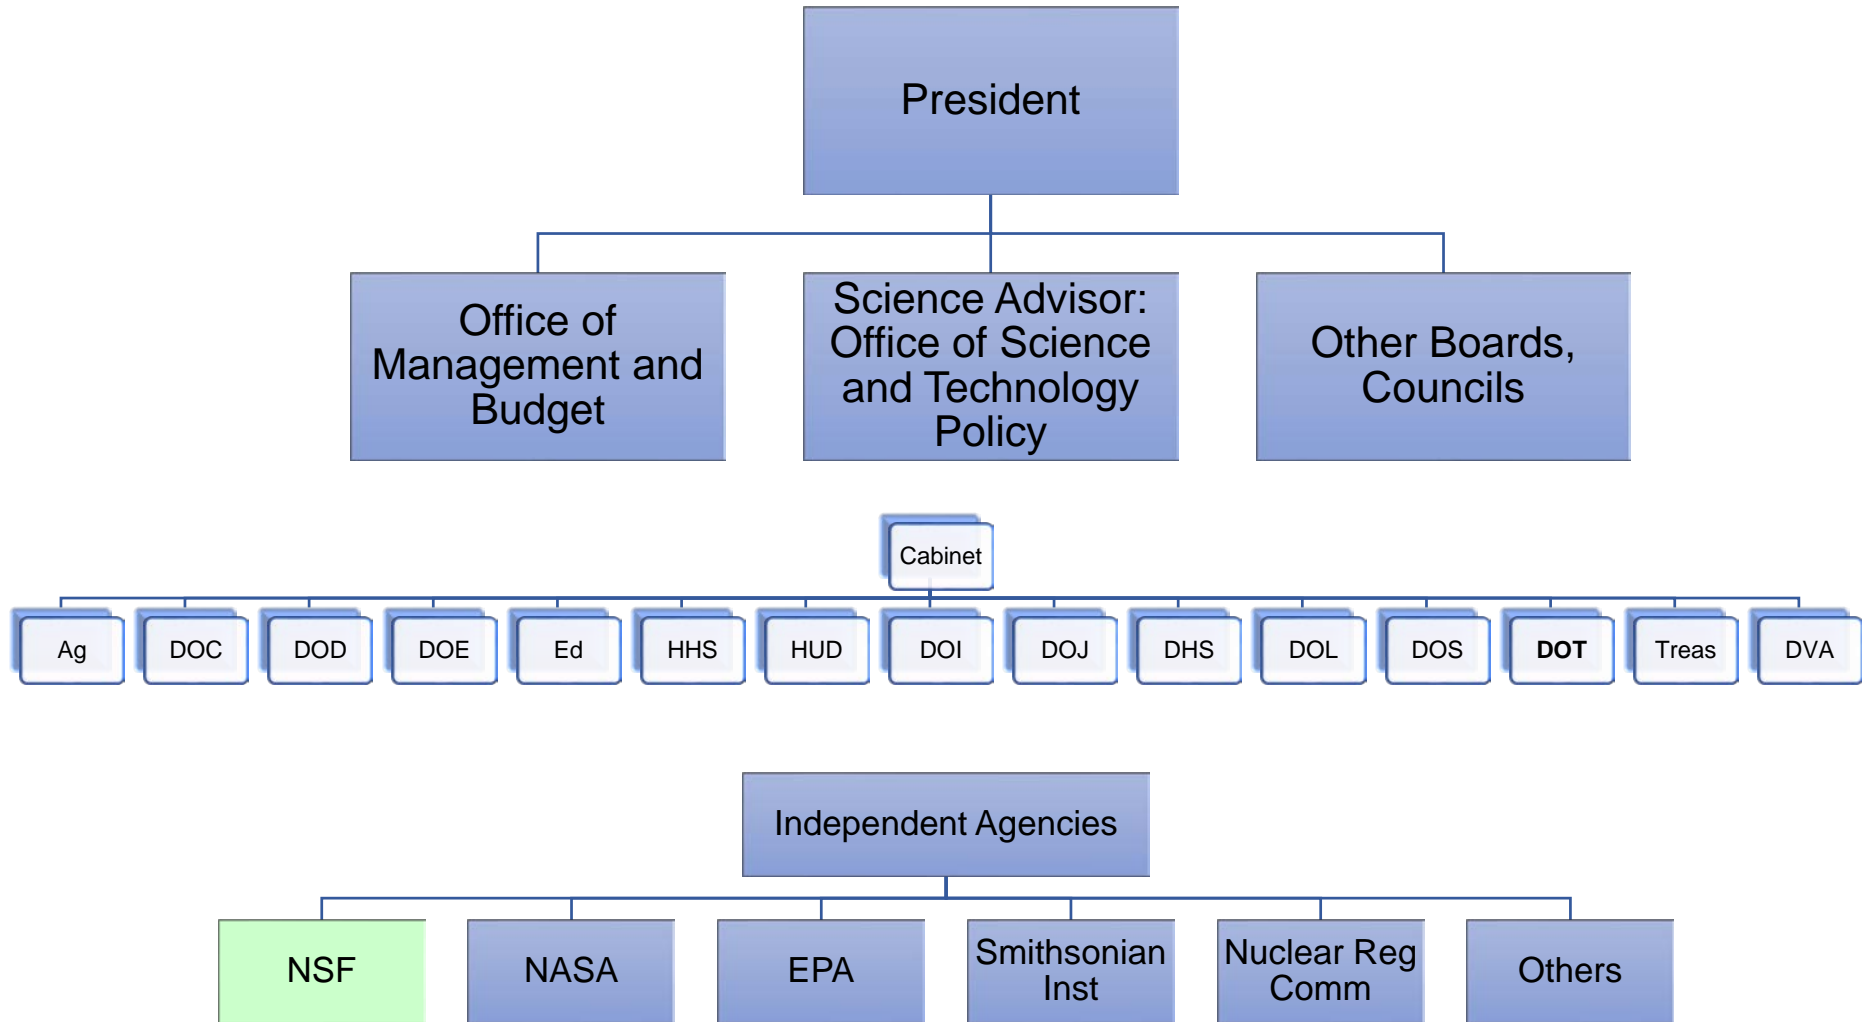 President
Office of
Management and
Budget
Science Advisor:
Office of Science
and Technology
Policy
Other Boards,
Councils
Cabinet
Ag
DOC
DOD
DOE
Ed
HHS
HUD
DOI
DOJ
DHS
DOL
DOS
DOT
Treas
DVA
Independent Agencies
NSF
NASA
EPA
Smithsonian
Inst
Nuclear Reg
Comm
Others